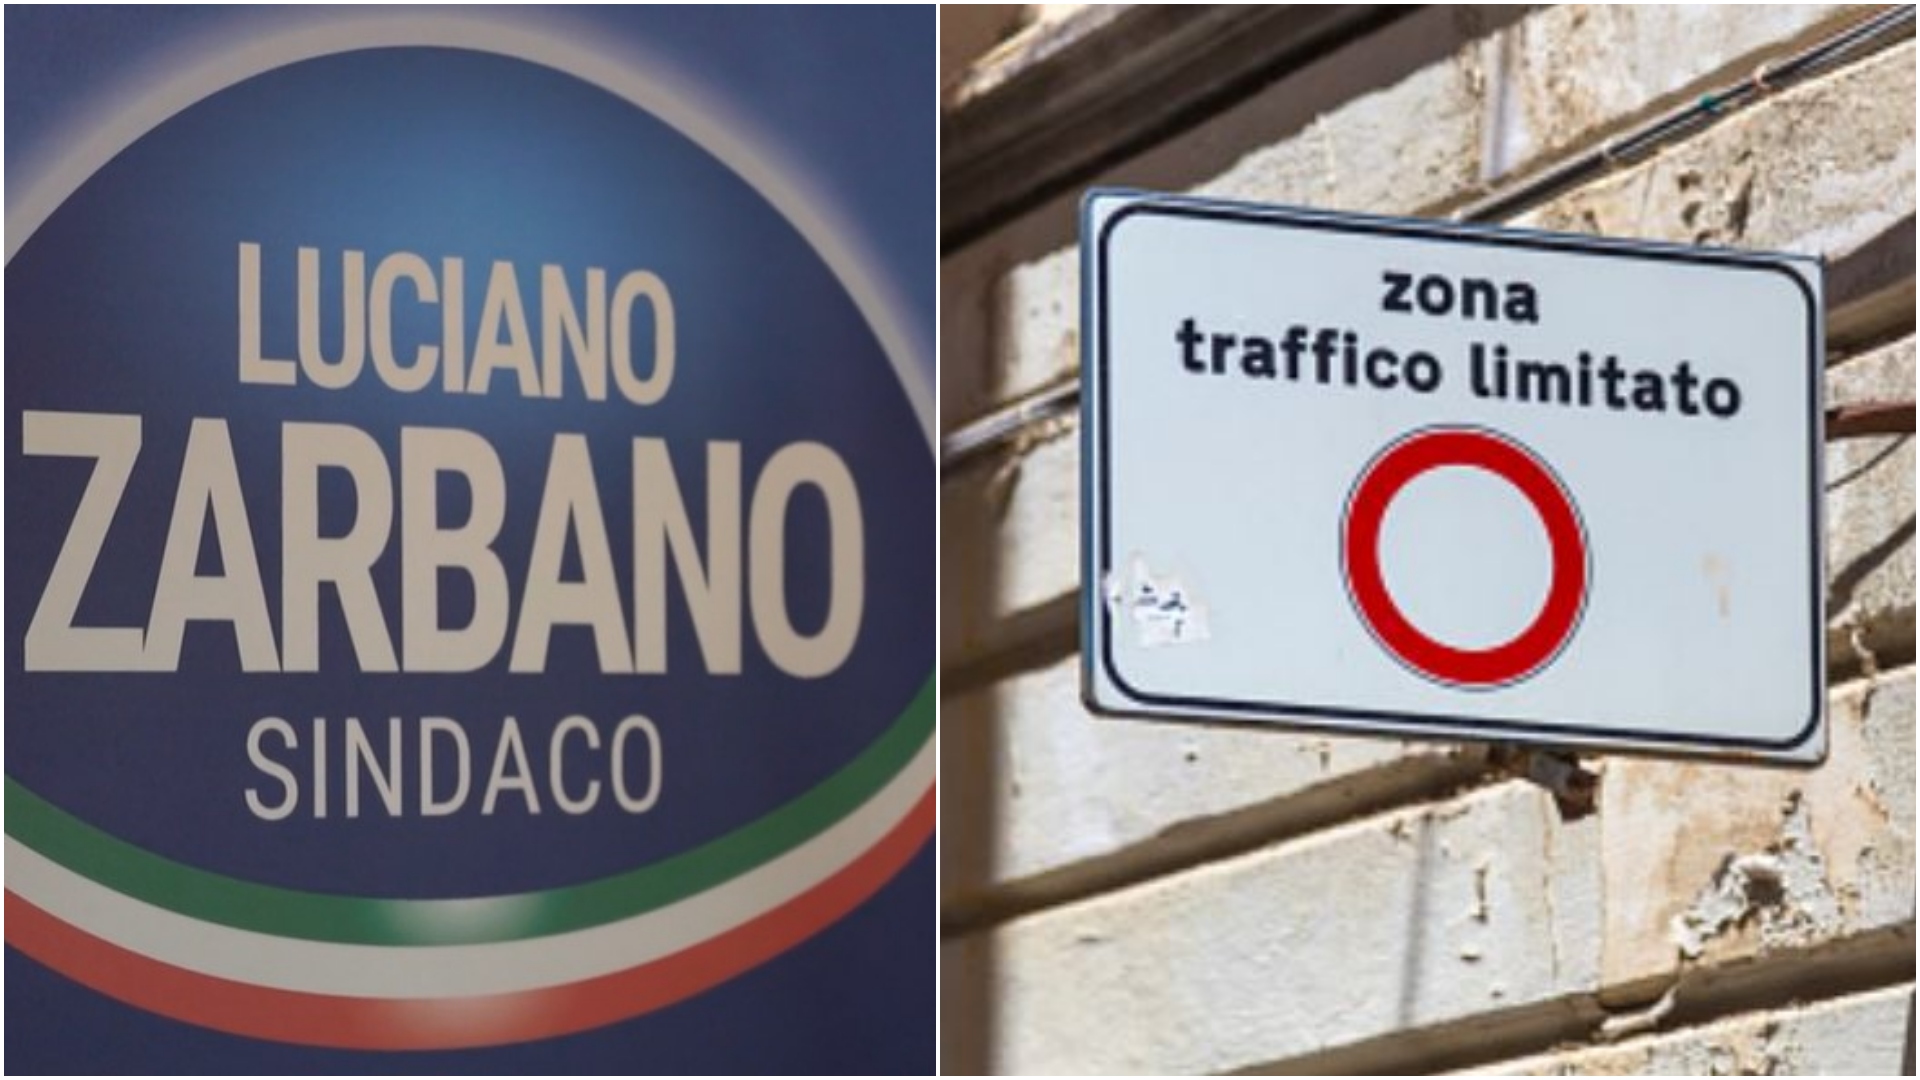 LUCIANO
ZARBANO
SINDACO
zona
traffico limitato